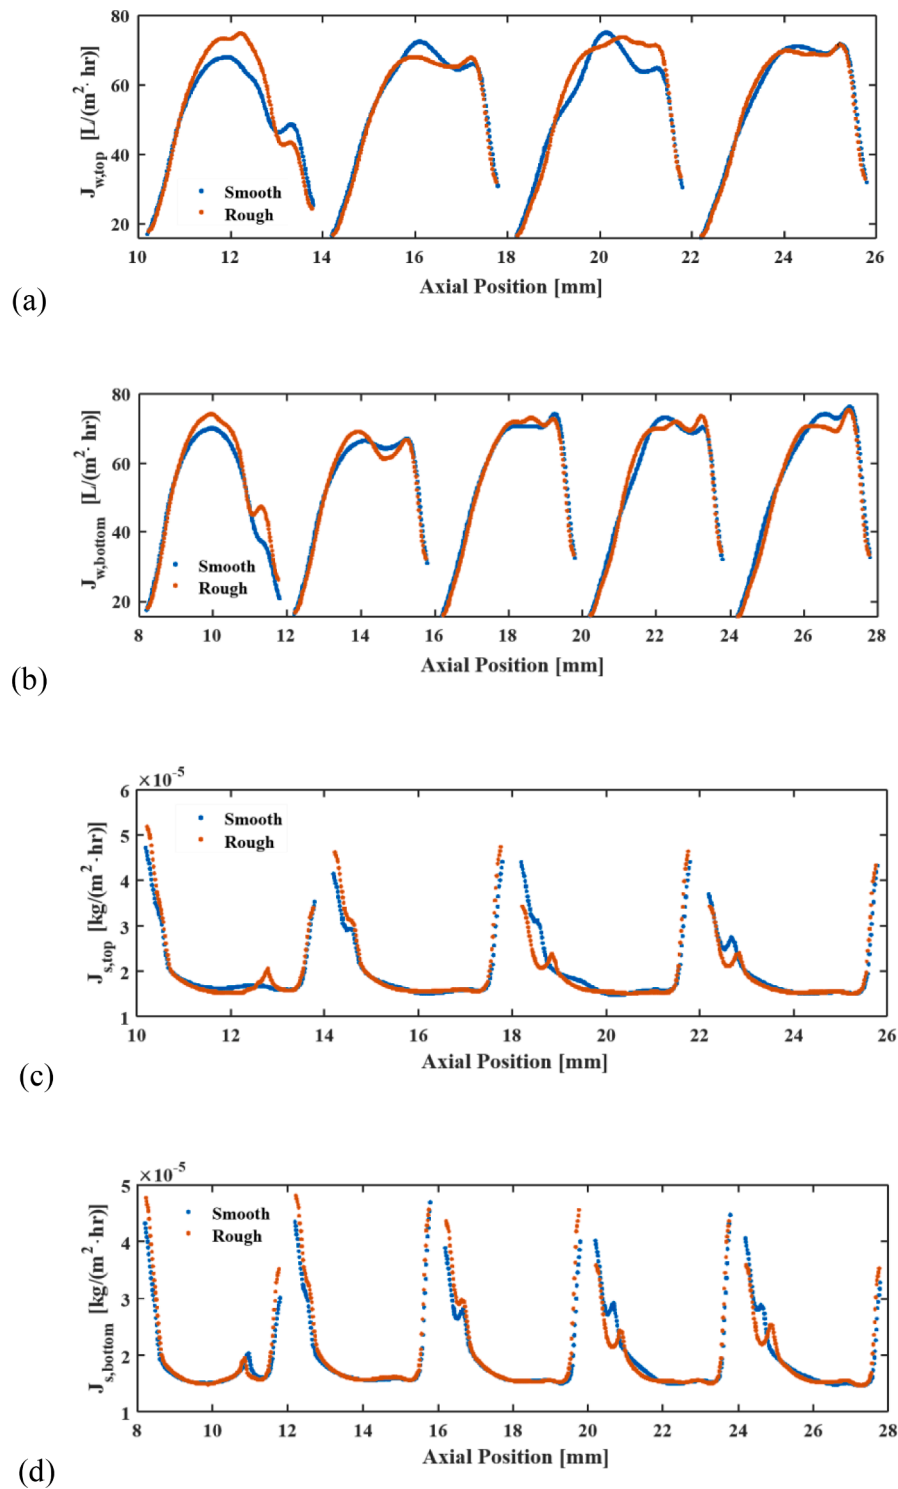 80
60
40
20
J_w,top [L/(m²· hr)]
Smooth
Rough
10 12 14 16 18 20 22 24 26
Axial Position [mm]
(a)
80
60
40
20
J_w,bottom [L/(m²· hr)]
Smooth
Rough
8 10 12 14 16 18 20 22 24 26 28
Axial Position [mm]
(b)
×10⁻⁵
6
5
4
3
2
1
J_s,top [kg/(m²·hr)]
Smooth
Rough
10 12 14 16 18 20 22 24 26
Axial Position [mm]
(c)
×10⁻⁵
5
4
3
2
1
J_s,bottom [kg/(m²·hr)]
Smooth
Rough
8 10 12 14 16 18 20 22 24 26 28
Axial Position [mm]
(d)